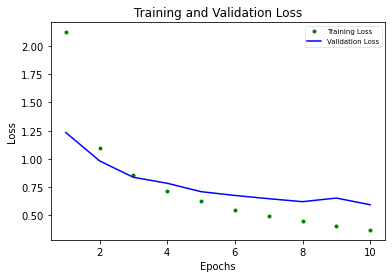 Training and Validation Loss
Training Loss
Validation Loss
2.00
1.75
1.50
1.25
1.00
0.75
0.50
Loss
2 4 6 8 10
Epochs